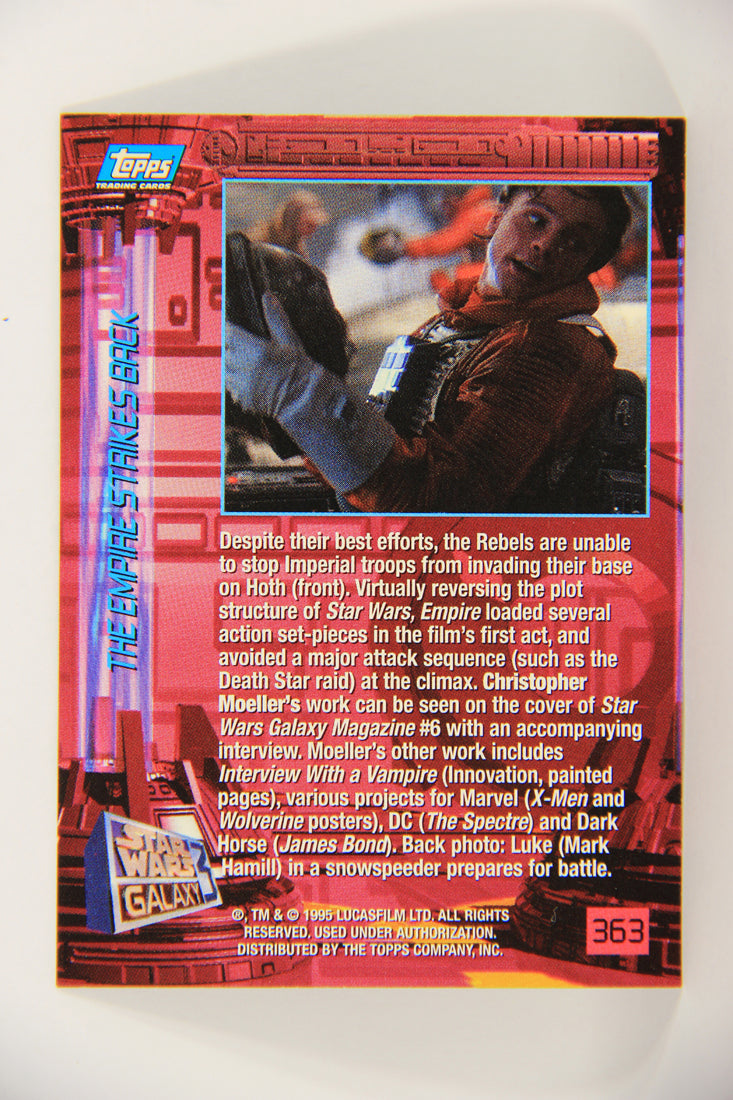 topps
TRADING CARDS
THE EMPIRE STRIKES BACK
Despite their best efforts, the Rebels are unable
to stop Imperial troops from invading their base
on Hoth (front). Virtually reversing the plot
structure of Star Wars, Empire loaded several
action set-pieces in the film's first act, and
avoided a major attack sequence (such as the
Death Star raid) at the climax. Christopher
Moeller's work can be seen on the cover of Star
Wars Galaxy Magazine #6 with an accompanying
interview. Moeller's other work includes
Interview With a Vampire (Innovation, painted
pages), various projects for Marvel (X-Men and
Wolverine posters), DC (The Spectre) and Dark
Horse (James Bond). Back photo: Luke (Mark
Hamill) in a snowspeeder prepares for battle.
STAR
WARS
GALAXY 3
®, TM & © 1995 LUCASFILM LTD. ALL RIGHTS
RESERVED, USED UNDER AUTHORIZATION.
DISTRIBUTED BY THE TOPPS COMPANY, INC.
363